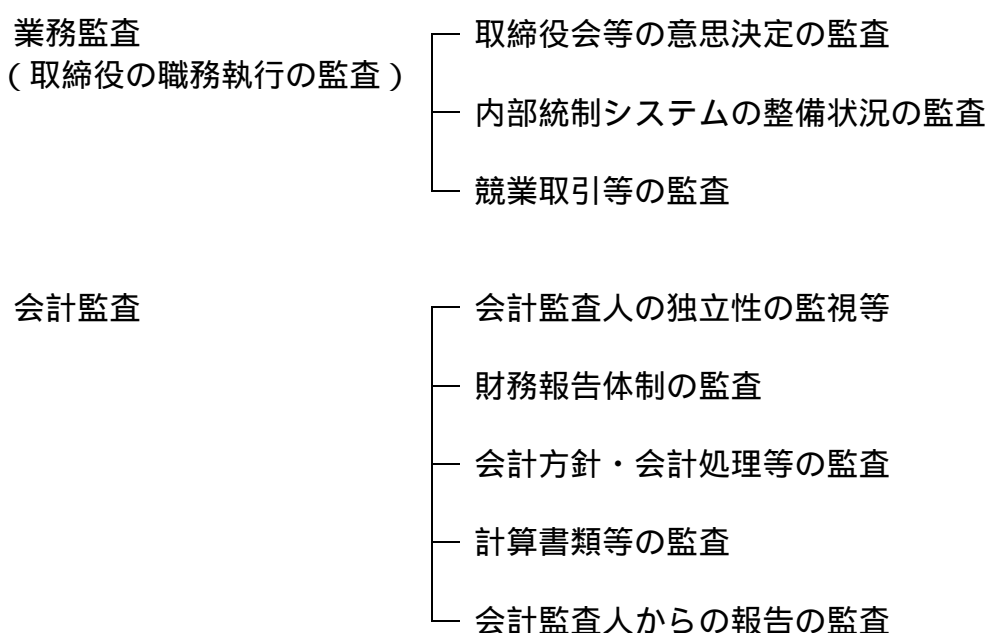 業務監査
（取締役の職務執行の監査）
取締役会等の意思決定の監査
内部統制システムの整備状況の監査
競業取引等の監査
会計監査
会計監査人の独立性の監視等
財務報告体制の監査
会計方針・会計処理等の監査
計算書類等の監査
会計監査人からの報告の監査